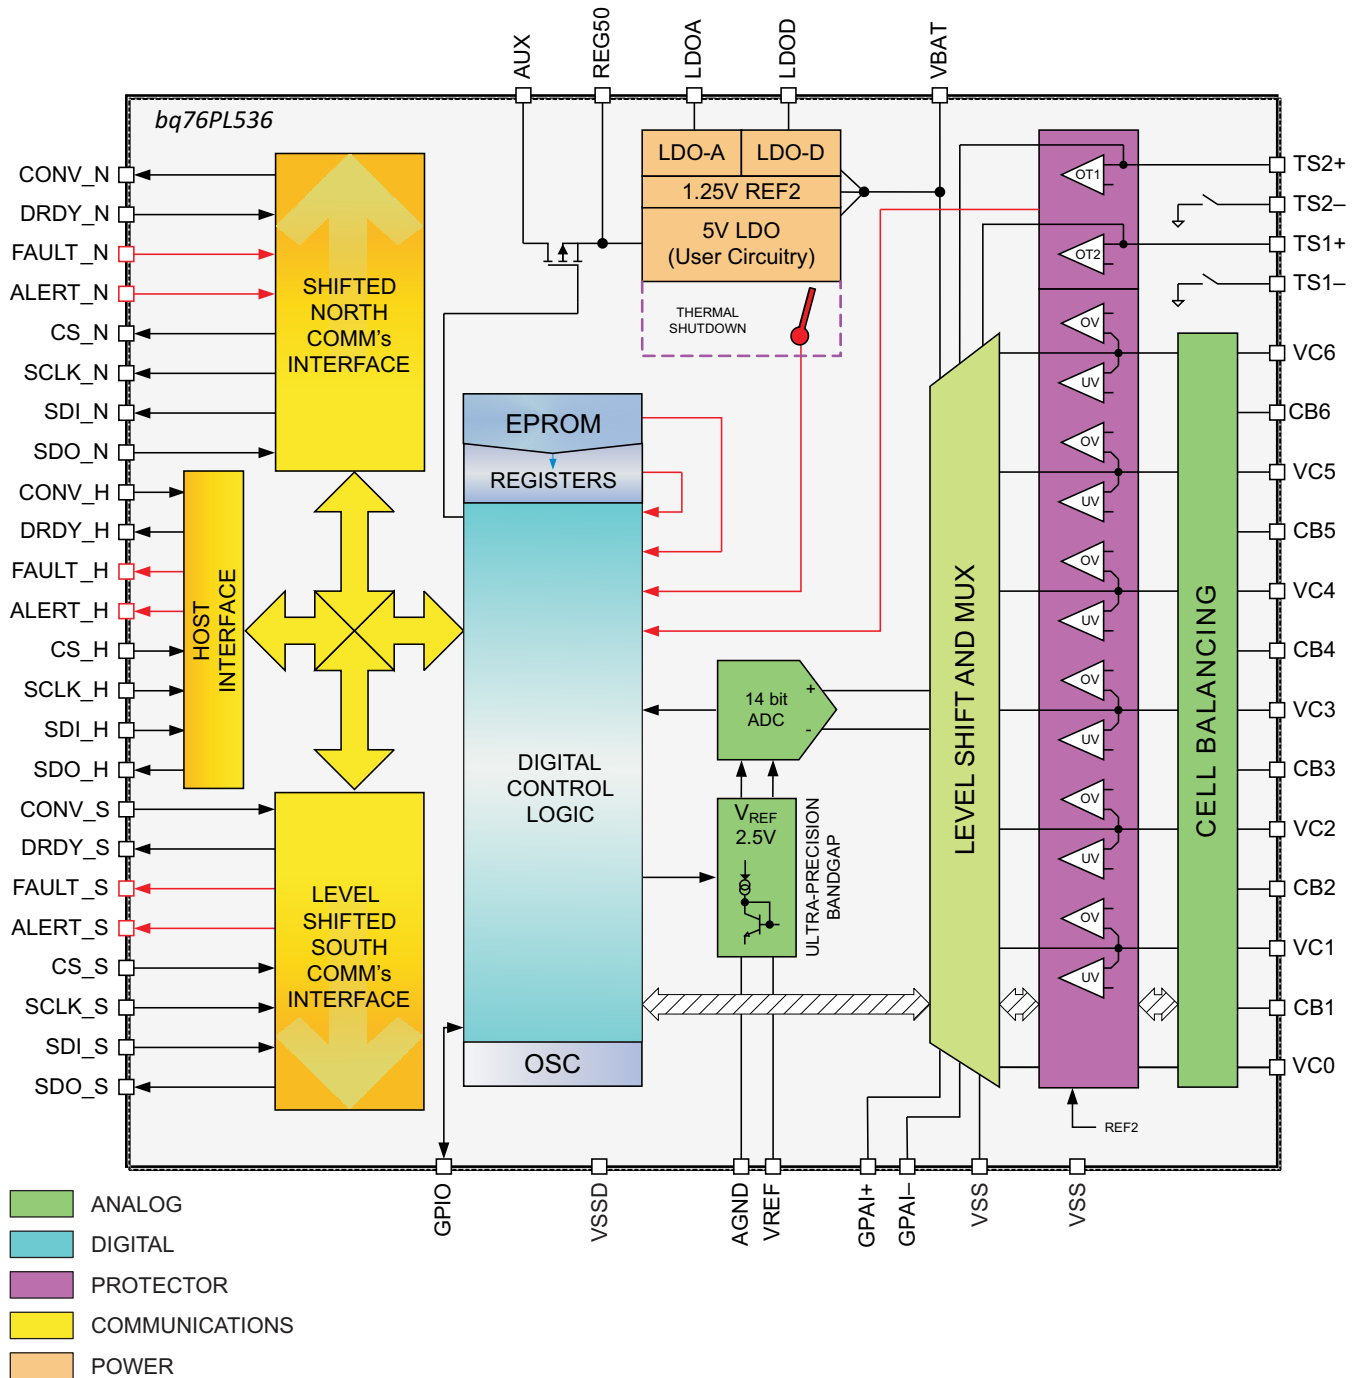 AUX
REG50
LDOA
LDOD
VBAT
bq76PL536
CONV_N
DRDY_N
FAULT_N
ALERT_N
CS_N
SCLK_N
SDI_N
SDO_N
CONV_H
DRDY_H
FAULT_H
ALERT_H
CS_H
SCLK_H
SDI_H
SDO_H
CONV_S
DRDY_S
FAULT_S
ALERT_S
CS_S
SCLK_S
SDI_S
SDO_S
SHIFTED
NORTH
COMM's
INTERFACE
HOST
INTERFACE
LEVEL
SHIFTED
SOUTH
COMM's
INTERFACE
LDO-A
LDO-D
1.25V REF2
5V LDO
(User Circuitry)
THERMAL
SHUTDOWN
EPROM
REGISTERS
DIGITAL
CONTROL
LOGIC
OSC
14 bit
ADC
+
-
VREF
2.5V
ULTRA-PRECISION
BANDGAP
LEVEL SHIFT AND MUX
OT1
OT2
OV
UV
OV
UV
OV
UV
OV
UV
OV
UV
OV
UV
REF2
CELL BALANCING
TS2+
TS2–
TS1+
TS1–
VC6
CB6
VC5
CB5
VC4
CB4
VC3
CB3
VC2
CB2
VC1
CB1
VC0
GPIO
VSSD
AGND
VREF
GPAI+
GPAI–
VSS
VSS
ANALOG
DIGITAL
PROTECTOR
COMMUNICATIONS
POWER